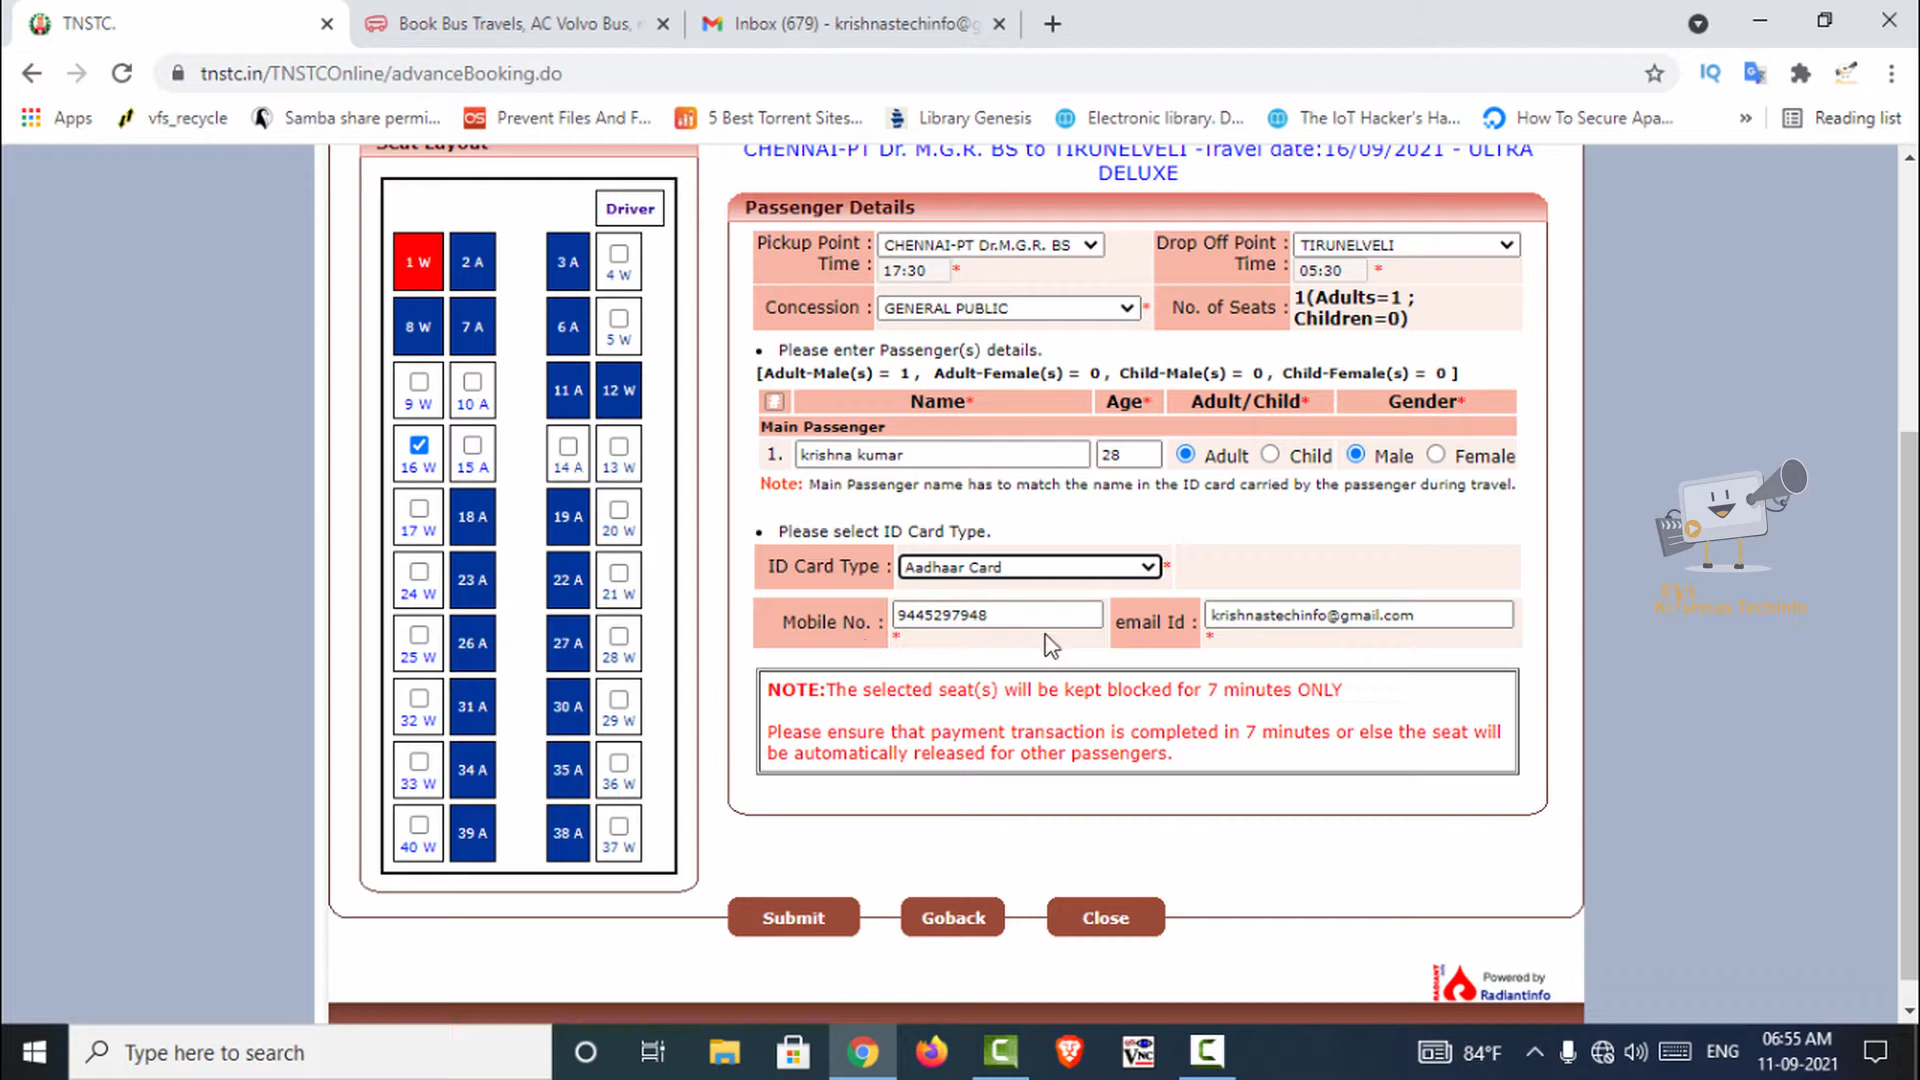 TNSTC.
Book Bus Travels, AC Volvo Bus,
Inbox (679) - krishnastechinfo@g
tnstc.in/TNSTCOnline/advanceBooking.do
Apps
vfs_recycle
Samba share permi...
Prevent Files And F...
5 Best Torrent Sites...
Library Genesis
Electronic library. D...
The IoT Hacker's Ha...
How To Secure Apa...
»
Reading list
Seat Layout
CHENNAI-PT Dr. M.G.R. BS to TIRUNELVELI -Travel date:16/09/2021 - ULTRA
DELUXE
Driver
1 W 2 A 3 A 4 W
8 W 7 A 6 A 5 W
9 W 10 A 11 A 12 W
16 W 15 A 14 A 13 W
17 W 18 A 19 A 20 W
24 W 23 A 22 A 21 W
25 W 26 A 27 A 28 W
32 W 31 A 30 A 29 W
33 W 34 A 35 A 36 W
40 W 39 A 38 A 37 W
Passenger Details
Pickup Point : CHENNAI-PT Dr.M.G.R. BS Drop Off Point : TIRUNELVELI
Time : 17:30 * Time : 05:30 *
Concession : GENERAL PUBLIC * No. of Seats : 1(Adults=1 ;
Children=0)
• Please enter Passenger(s) details.
[Adult-Male(s) = 1 , Adult-Female(s) = 0 , Child-Male(s) = 0 , Child-Female(s) = 0 ]
Name* Age* Adult/Child* Gender*
Main Passenger
1. krishna kumar 28 Adult Child Male Female
Note: Main Passenger name has to match the name in the ID card carried by the passenger during travel.
• Please select ID Card Type.
ID Card Type : Aadhaar Card *
Mobile No. : 9445297948 email Id : krishnastechinfo@gmail.com
* *
NOTE:The selected seat(s) will be kept blocked for 7 minutes ONLY
Please ensure that payment transaction is completed in 7 minutes or else the seat will
be automatically released for other passengers.
Submit Goback Close
Krishnas TechInfo
RADIANT
Powered by
Radiantinfo
Type here to search
VNC
84°F
ENG
06:55 AM
11-09-2021